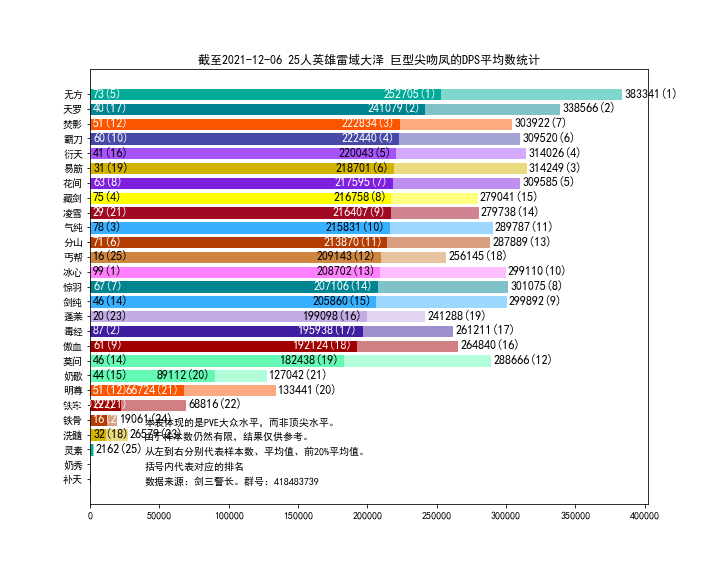 截至2021-12-06 25人英雄雷域大泽 巨型尖吻凤的DPS平均数统计
无方 73(5) 252705(1) 383341(1)
天罗 40(17) 241079(2) 338566(2)
焚影 51(12) 222834(3) 303922(7)
霸刀 60(10) 222440(4) 309520(6)
衍天 41(16) 220043(5) 314026(4)
易筋 31(19) 218701(6) 314249(3)
花间 63(8) 217595(7) 309585(5)
藏剑 75(4) 216758(8) 279041(15)
凌雪 29(21) 216407(9) 279738(14)
气纯 78(3) 215831(10) 289787(11)
分山 71(6) 213870(11) 287889(13)
丐帮 16(25) 209143(12) 256145(18)
冰心 99(1) 208702(13) 299110(10)
惊羽 67(7) 207106(14) 301075(8)
剑纯 46(14) 205860(15) 299892(9)
蓬莱 20(23) 199098(16) 241288(19)
毒经 87(2) 195938(17) 261211(17)
傲血 61(9) 192124(18) 264840(16)
莫问 46(14) 182438(19) 288666(12)
奶歌 44(15) 89112(20) 127042(21)
明尊 51(12) 66724(21) 133441(20)
铁牢 68816(22)
铁骨 16 19061(24)
洗髓 32(18) 26579(23)
灵素 2162(25)
奶秀
补天
本表体现的是PVE大众水平，而非顶尖水平。
由于样本数仍然有限，结果仅供参考。
从左到右分别代表样本数、平均值、前20%平均值。
括号内代表对应的排名
数据来源：剑三警长。群号：418483739
0 50000 100000 150000 200000 250000 300000 350000 400000